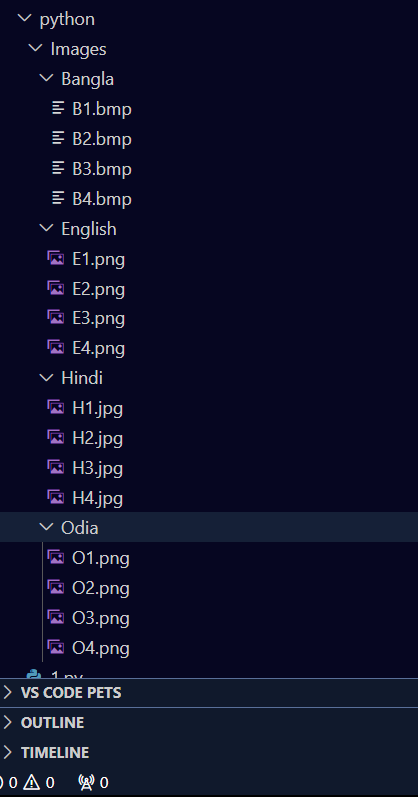 python
Images
Bangla
B1.bmp
B2.bmp
B3.bmp
B4.bmp
English
E1.png
E2.png
E3.png
E4.png
Hindi
H1.jpg
H2.jpg
H3.jpg
H4.jpg
Odia
O1.png
O2.png
O3.png
O4.png
1.py
VS CODE PETS
OUTLINE
TIMELINE
0 0 0